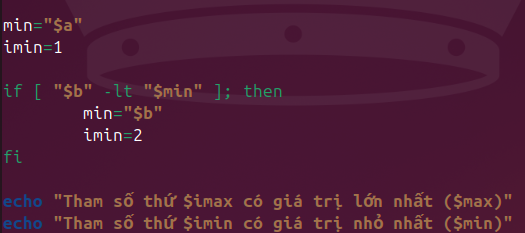 min="$a"
imin=1
if [ "$b" -lt "$min" ]; then
min="$b"
imin=2
fi
echo "Tham số thứ $imax có giá trị lớn nhất ($max)"
echo "Tham số thứ $imin có giá trị nhỏ nhất ($min)"